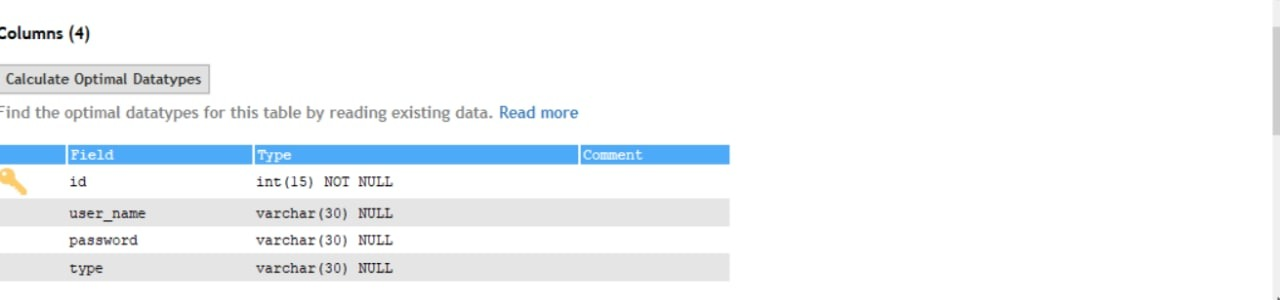 Columns (4)
Calculate Optimal Datatypes
Find the optimal datatypes for this table by reading existing data. Read more
Field Type Comment
id int(15) NOT NULL
user_name varchar(30) NULL
password varchar(30) NULL
type varchar(30) NULL